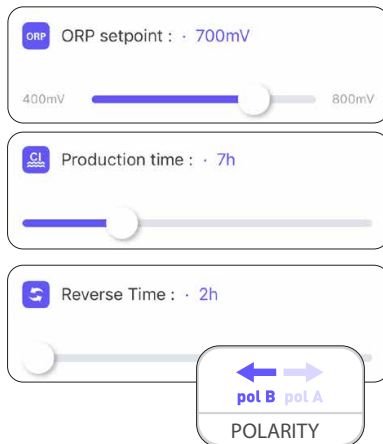 ORP ORP setpoint : · 700mV
400mV 800mV
Cl Production time : · 7h
Reverse Time : · 2h
pol B pol A
POLARITY